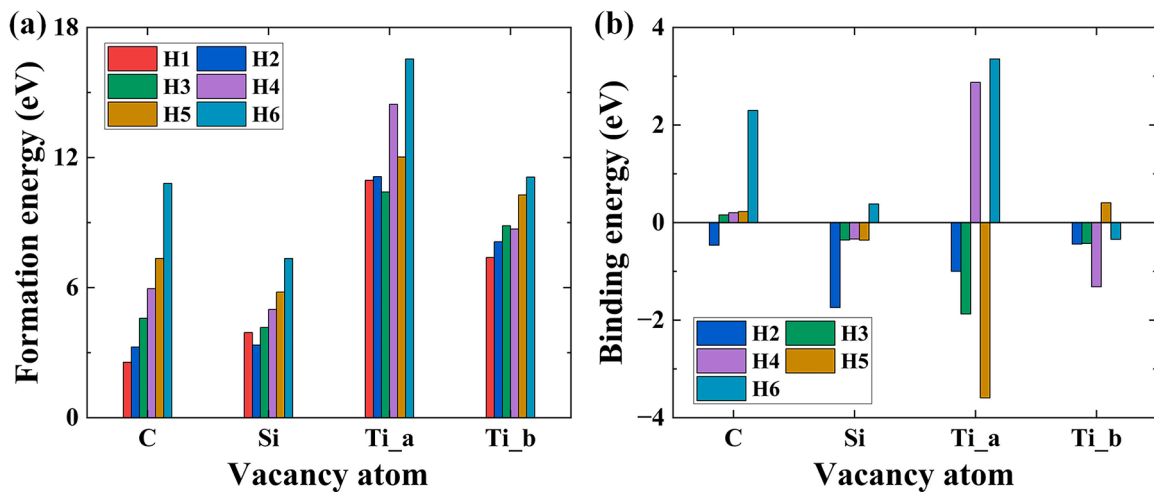 (a)
Formation energy (eV)
18
12
6
0
H1 H2
H3 H4
H5 H6
C Si Ti_a Ti_b
Vacancy atom
(b)
Binding energy (eV)
4
2
0
−2
−4
H2 H3
H4 H5
H6
C Si Ti_a Ti_b
Vacancy atom